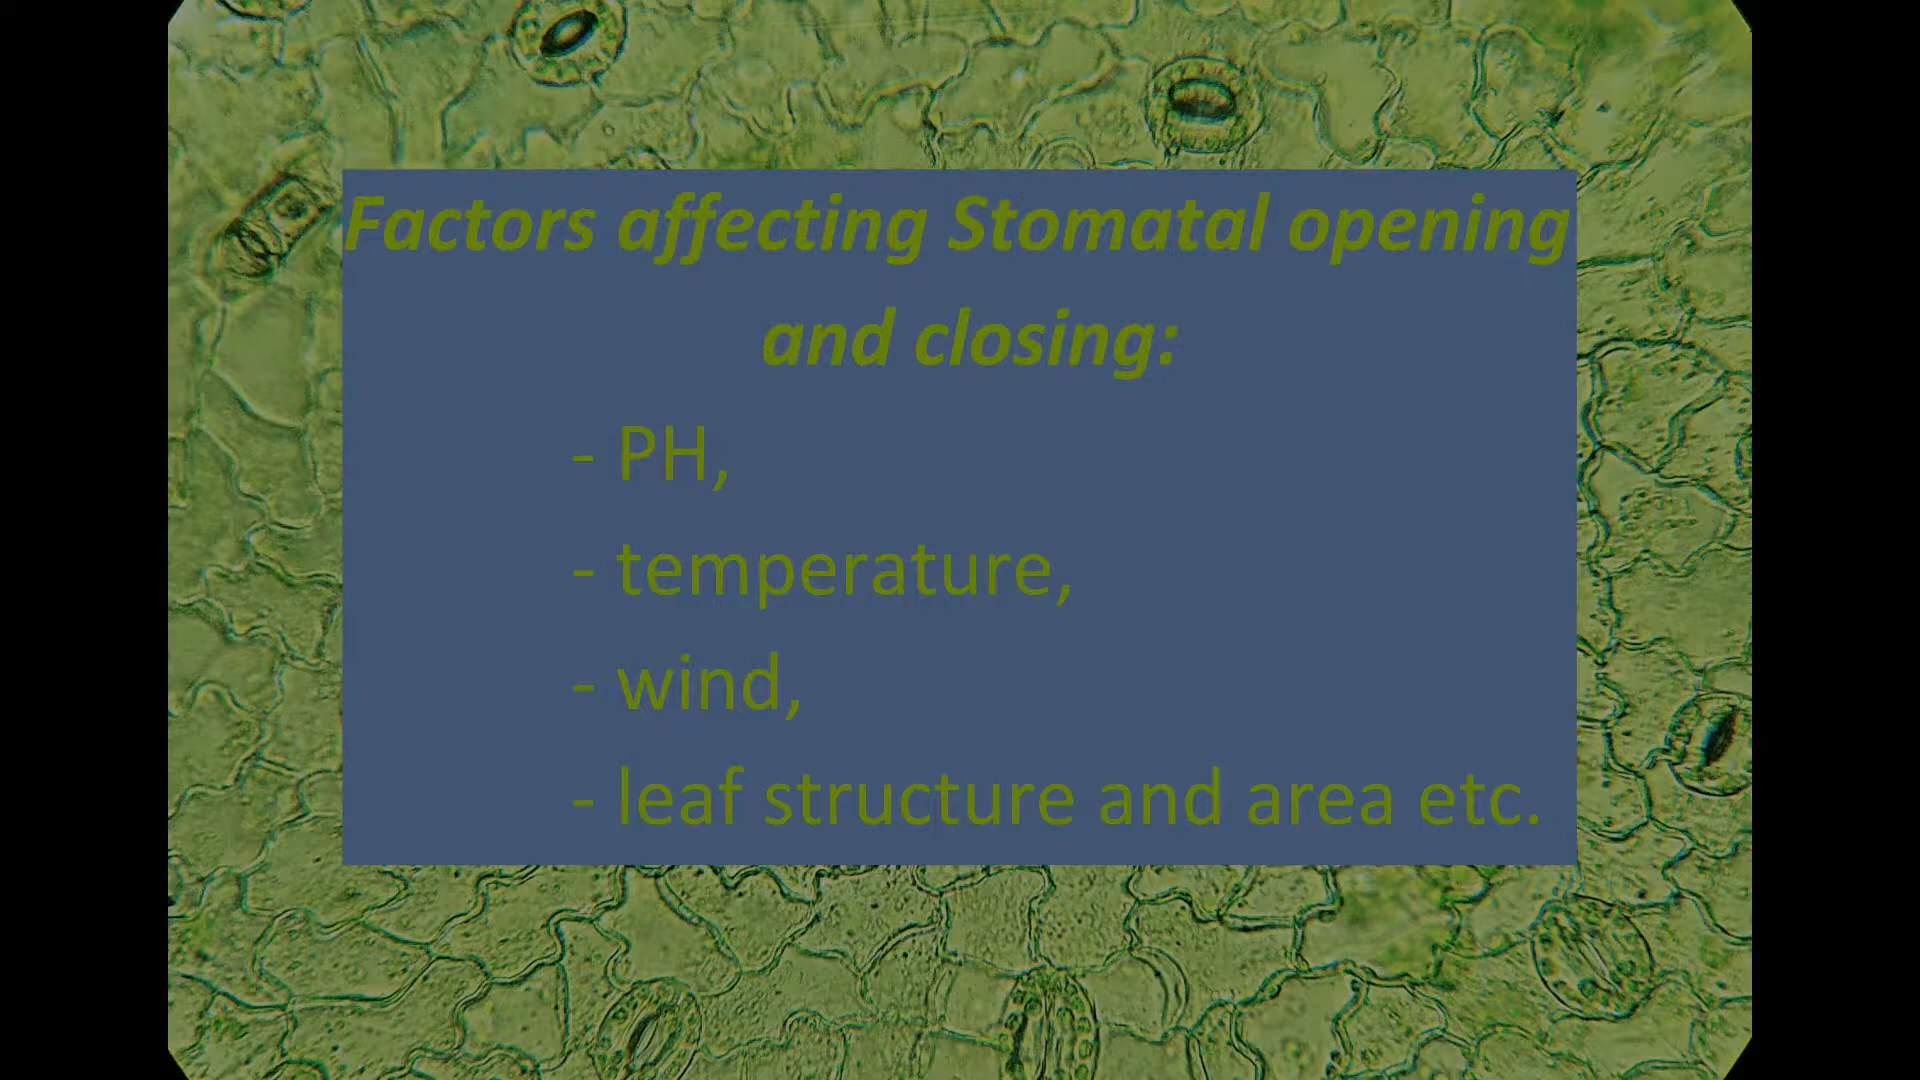 Factors affecting Stomatal opening
and closing:
- PH,
- temperature,
- wind,
- leaf structure and area etc.